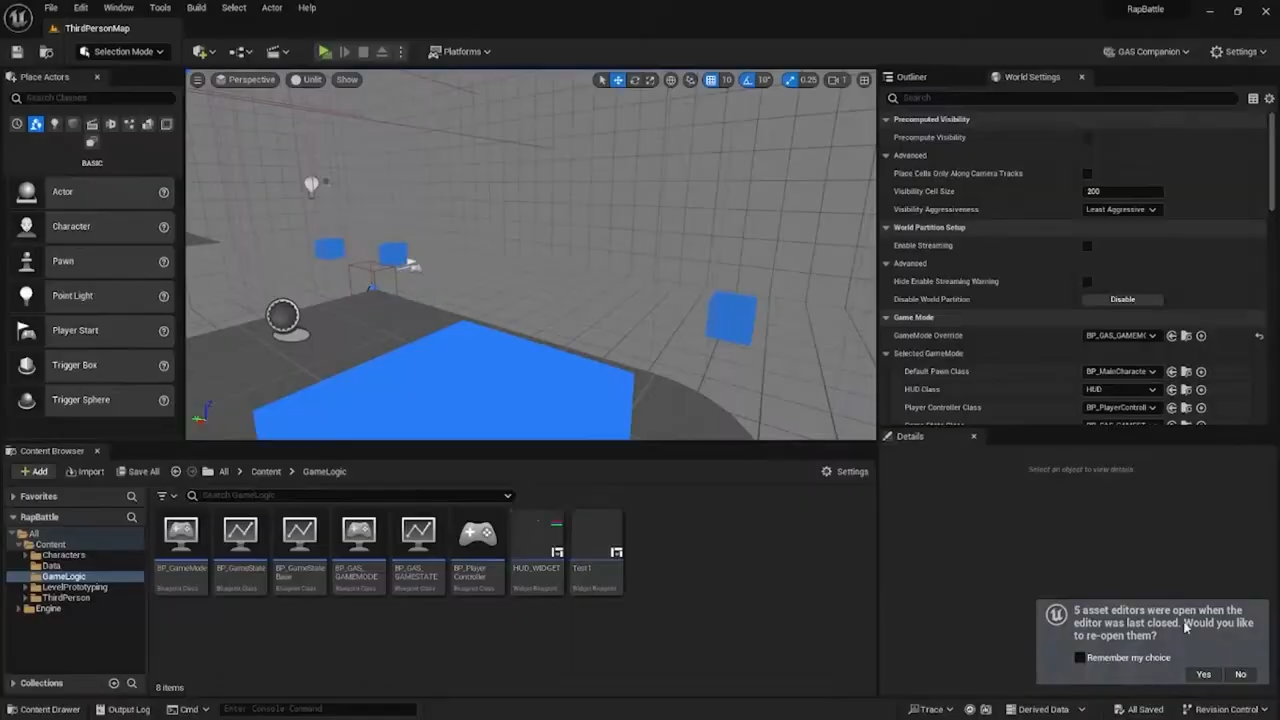 File Edit Window Tools Build Select Actor Help
RapBattle
ThirdPersonMap
Selection Mode
Platforms
GAS Companion
Settings
Place Actors
Search Classes
BASIC
Actor
Character
Pawn
Point Light
Player Start
Trigger Box
Trigger Sphere
Perspective Unlit Show
10 10° 0.25 1
Outliner World Settings
Search
Precomputed Visibility
Precompute Visibility
Advanced
Place Cells Only Along Camera Tracks
Visibility Cell Size 200
Visibility Aggressiveness Least Aggressive
World Partition Setup
Enable Streaming
Advanced
Hide Enable Streaming Warning
Disable World Partition Disable
Game Mode
GameMode Override BP_GAS_GAMEM(
Selected GameMode
Default Pawn Class BP_MainCharacte
HUD Class HUD
Player Controller Class BP_PlayerControll
Details
Select an object to view details
Content Browser
Add Import Save All All Content GameLogic Settings
Favorites
Search GameLogic
RapBattle
All
Content
Characters
Data
GameLogic
LevelPrototyping
ThirdPerson
Engine
Collections
BP_GameMode
Blueprint Class
BP_GameState
Blueprint Class
BP_GameState
Base
Blueprint Class
BP_GAS_
GAMEMODE
Blueprint Class
BP_GAS_
GAMESTATE
Blueprint Class
BP_Player
Controller
Blueprint Class
HUD_WIDGET
Widget Blueprint
Test1
Widget Blueprint
8 items
5 asset editors were open when the
editor was last closed. Would you like
to re-open them?
Remember my choice
Yes No
Content Drawer Output Log Cmd Enter Console Command
Trace Derived Data All Saved Revision Control